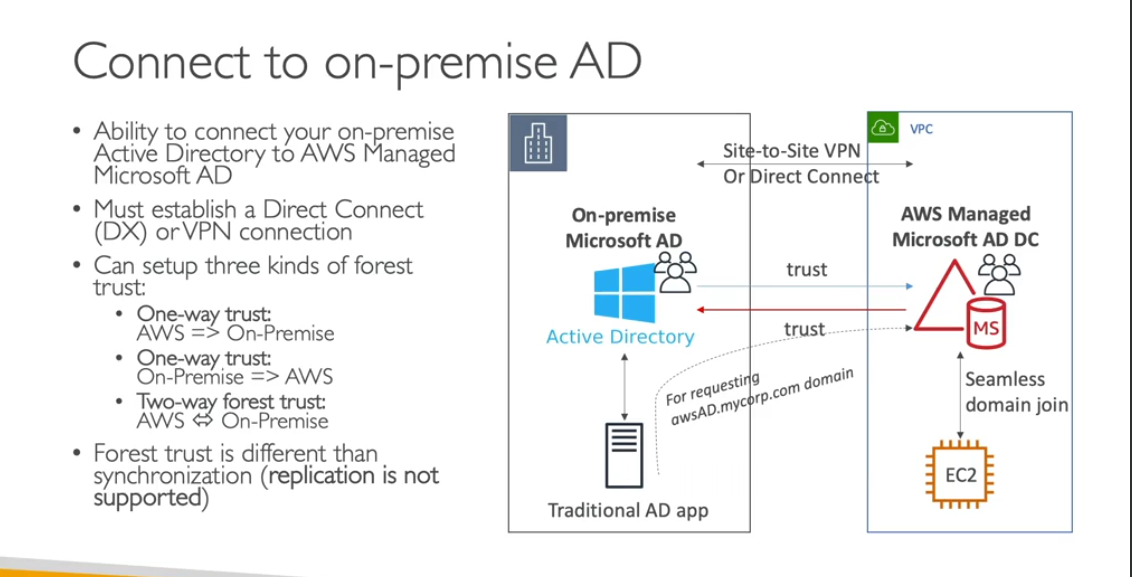 Connect to on-premise AD
• Ability to connect your on-premise
Active Directory to AWS Managed
Microsoft AD
• Must establish a Direct Connect
(DX) or VPN connection
• Can setup three kinds of forest
trust:
• One-way trust:
AWS => On-Premise
• One-way trust:
On-Premise => AWS
• Two-way forest trust:
AWS ⬄ On-Premise
• Forest trust is different than
synchronization (replication is not
supported)
VPC
Site-to-Site VPN
Or Direct Connect
On-premise
Microsoft AD
AWS Managed
Microsoft AD DC
trust
Active Directory
trust
MS
For requesting
awsAD.mycorp.com domain
Seamless
domain join
EC2
Traditional AD app